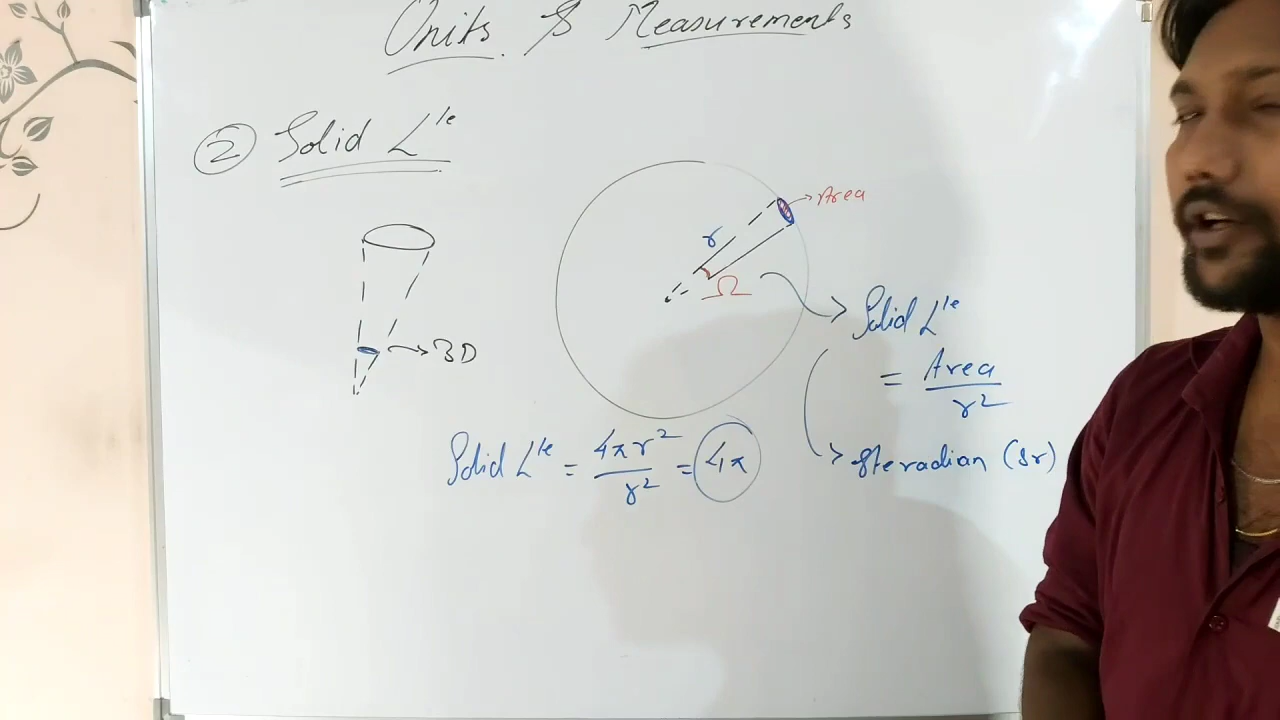 Units & Measurements
② Solid L^le
→ Area
r
Ω
→ 3D
→ Solid L^le
= Area / r²
Solid L^le = 4πr² / r² = 4π
→ Steradian (Sr)